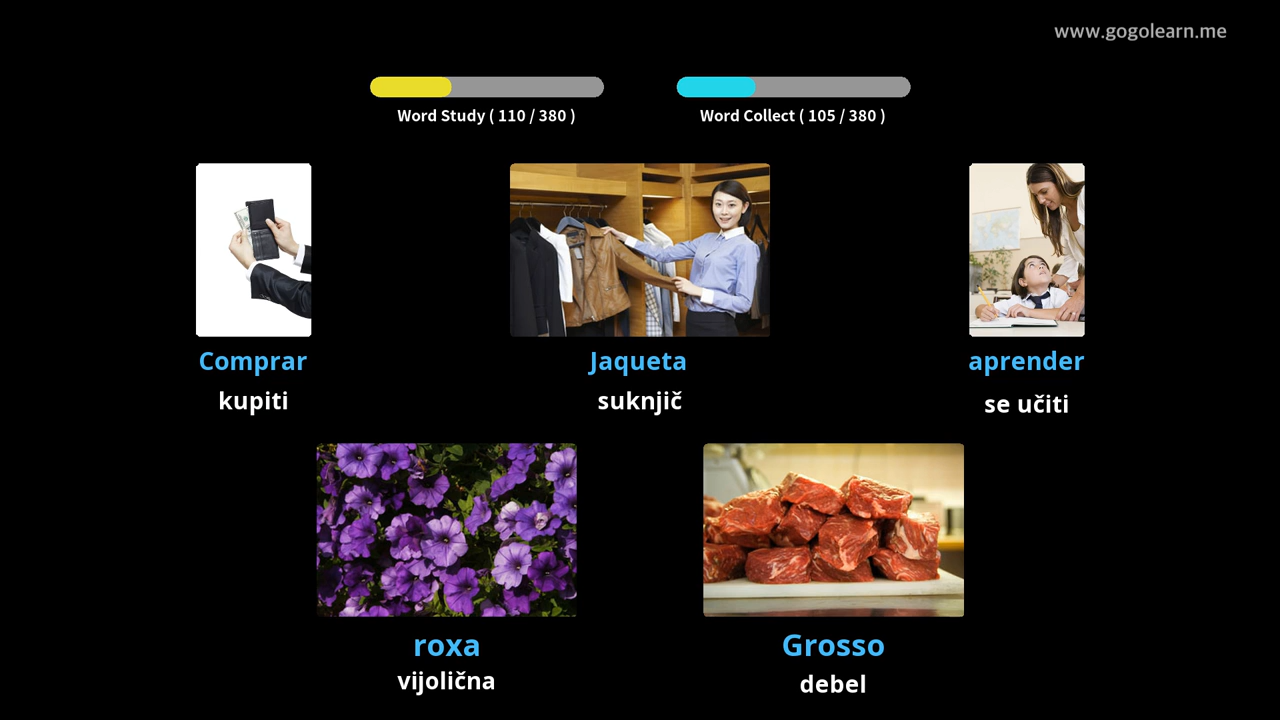 www.gogolearn.me
Word Study ( 110 / 380 )
Word Collect ( 105 / 380 )
Comprar
kupiti
Jaqueta
suknjič
aprender
se učiti
roxa
vijolična
Grosso
debel